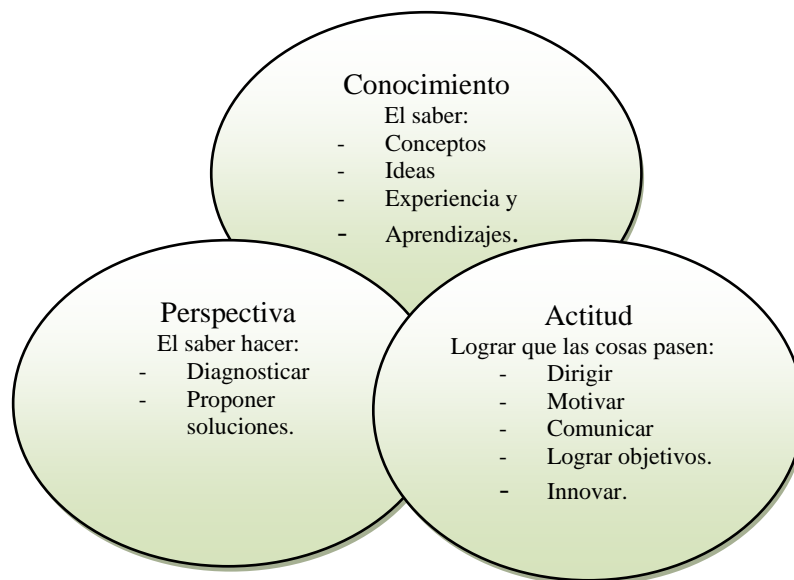 Conocimiento
El saber:
- Conceptos
- Ideas
- Experiencia y
- Aprendizajes.
Perspectiva
El saber hacer:
- Diagnosticar
- Proponer
soluciones.
Actitud
Lograr que las cosas pasen:
- Dirigir
- Motivar
- Comunicar
- Lograr objetivos.
- Innovar.